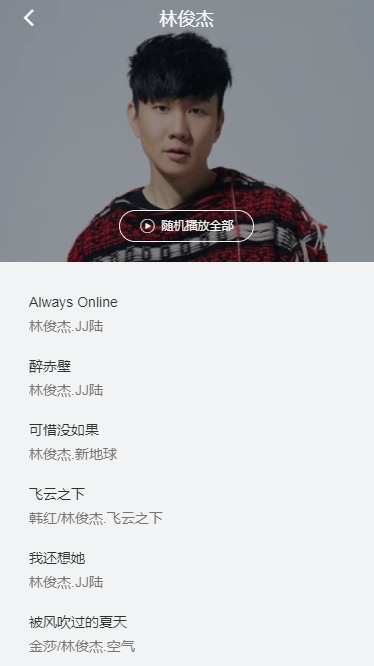 林俊杰
随机播放全部
Always Online
林俊杰.JJ陆
醉赤壁
林俊杰.JJ陆
可惜没如果
林俊杰.新地球
飞云之下
韩红/林俊杰.飞云之下
我还想她
林俊杰.JJ陆
被风吹过的夏天
金莎/林俊杰.空气